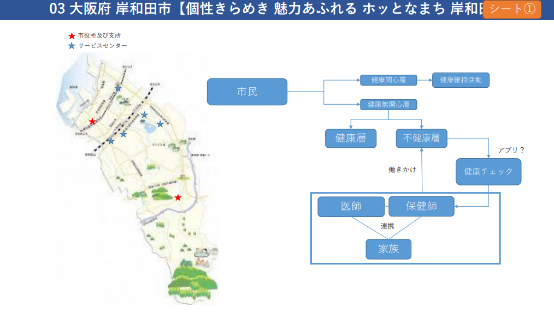 03 大阪府 岸和田市【個性きらめき 魅力あふれる ホッとなまち 岸和田
シート①
市役所及び支所
サービスセンター
市民
健康関心層
健康維持活動
健康無関心層
健康層
不健康層
アプリ？
健康チェック
働きかけ
医師
保健師
連携
家族